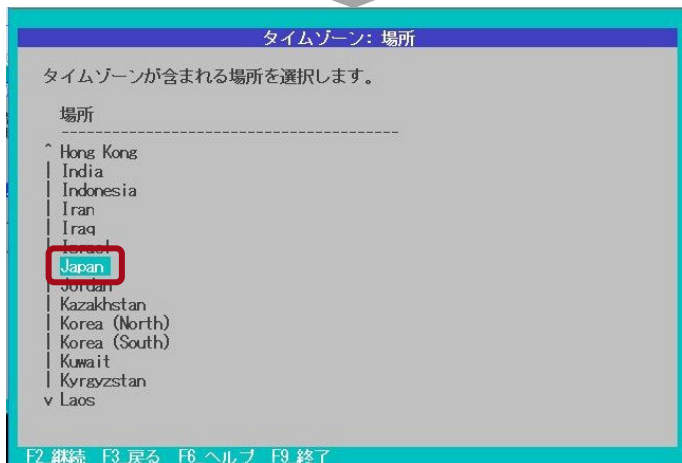 タイムゾーン: 場所
タイムゾーンが含まれる場所を選択します。
場所
----------------------------------------
^ Hong Kong
| India
| Indonesia
| Iran
| Iraq
| Israel
Japan
| Jordan
| Kazakhstan
| Korea (North)
| Korea (South)
| Kuwait
| Kyrgyzstan
v Laos
F2 継続 F3 戻る F6 ヘルプ F9 終了